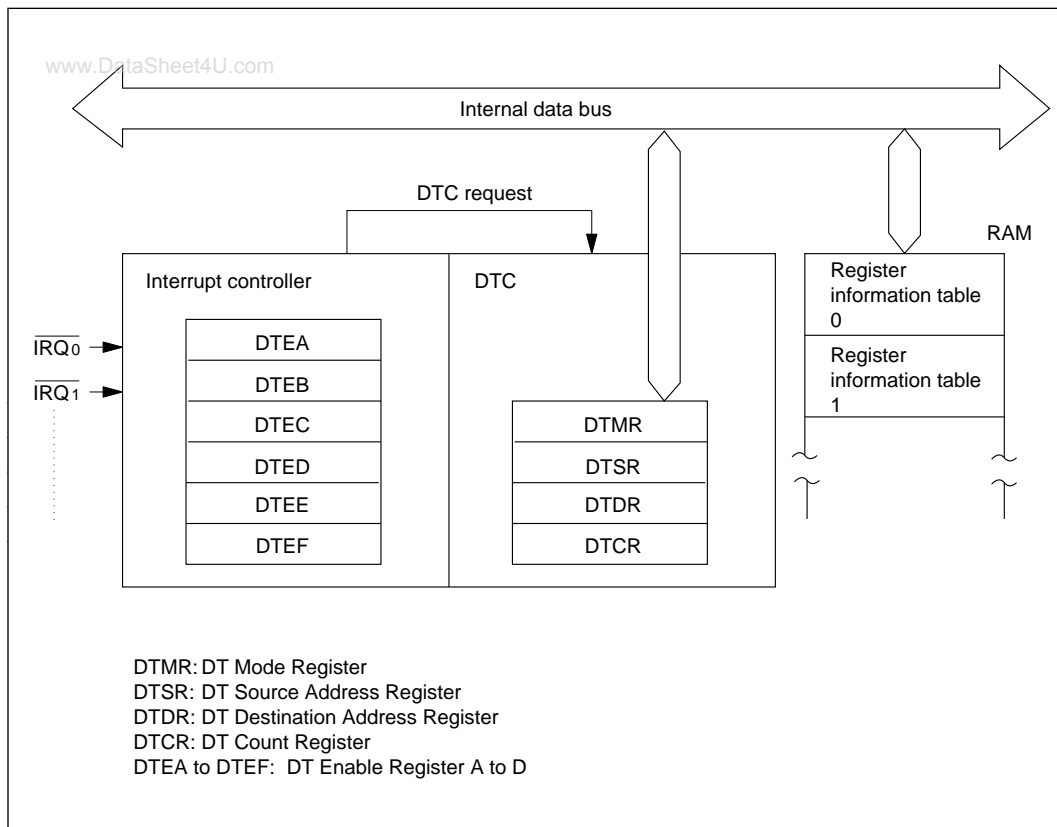 www.DataSheet4U.com
Internal data bus
DTC request
RAM
Interrupt controller
DTC
Register
information table
0
Register
information table
1
IRQ0
IRQ1
DTEA
DTEB
DTEC
DTED
DTEE
DTEF
DTMR
DTSR
DTDR
DTCR
DTMR: DT Mode Register
DTSR: DT Source Address Register
DTDR: DT Destination Address Register
DTCR: DT Count Register
DTEA to DTEF: DT Enable Register A to D